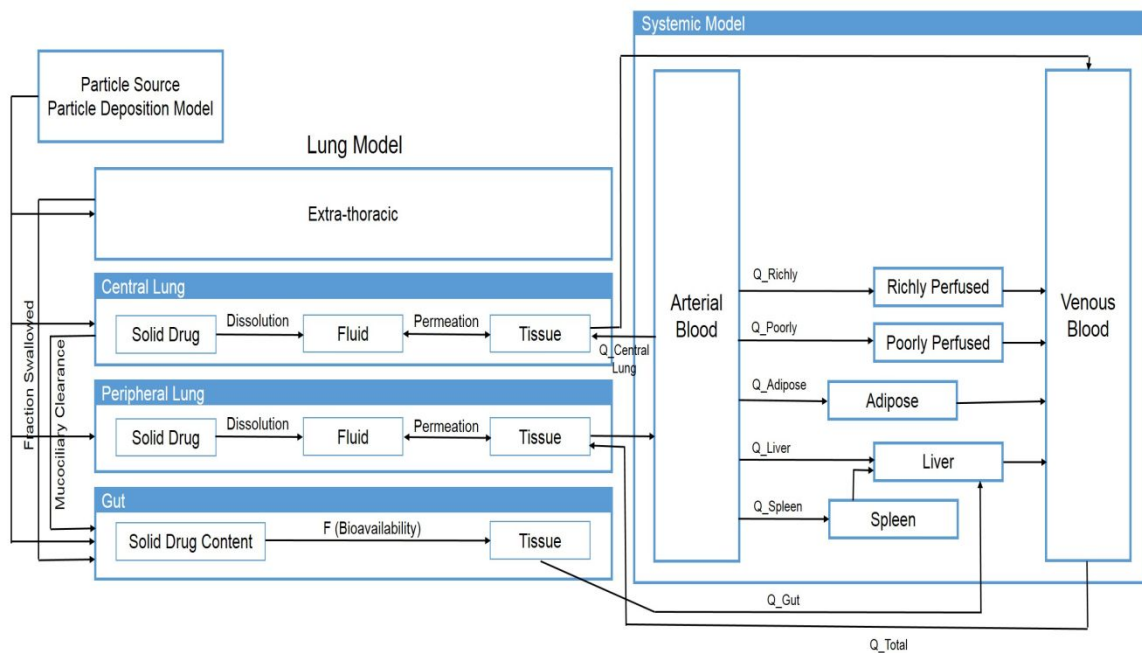 Systemic Model
Particle Source
Particle Deposition Model
Lung Model
Extra-thoracic
Central Lung
Solid Drug
Dissolution
Fluid
Permeation
Tissue
Q_Central
Lung
Peripheral Lung
Solid Drug
Dissolution
Fluid
Permeation
Tissue
Gut
Solid Drug Content
F (Bioavailability)
Tissue
Fraction Swallowed
Mucociliary Clearance
Arterial
Blood
Q_Richly
Richly Perfused
Q_Poorly
Poorly Perfused
Q_Adipose
Adipose
Q_Liver
Liver
Q_Spleen
Spleen
Venous
Blood
Q_Gut
Q_Total